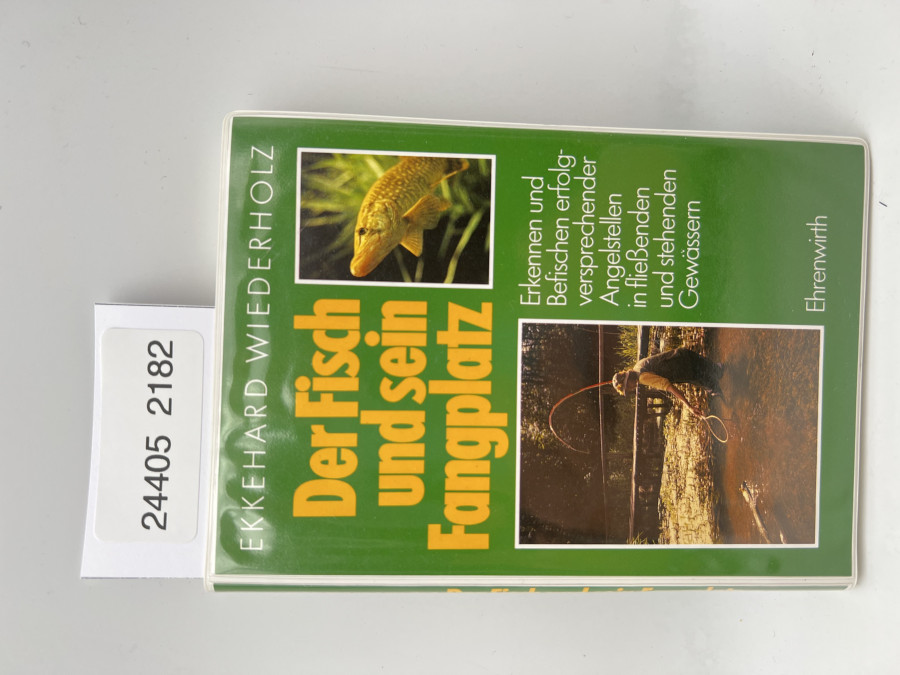 24405 2182
EKKEHARD WIEDERHOLZ
Der Fisch
und sein
Fangplatz
Erkennen und
Befischen erfolg-
versprechender
Angelstellen
in fließenden
und stehenden
Gewässern
Ehrenwirth